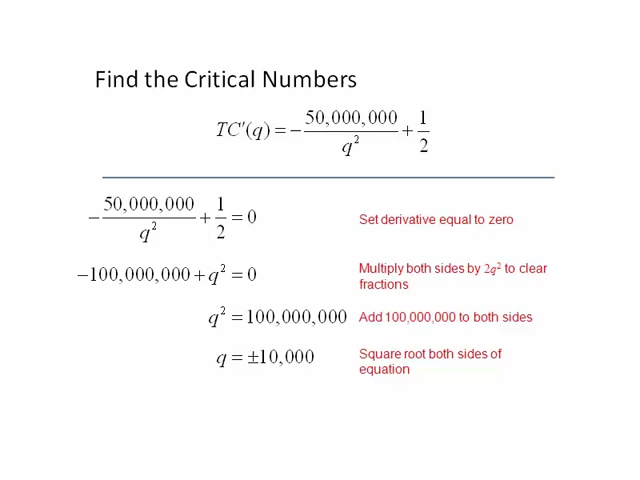 Find the Critical Numbers
TC′(q) = −50,000,000/q² + 1/2
−50,000,000/q² + 1/2 = 0
Set derivative equal to zero
−100,000,000 + q² = 0
Multiply both sides by 2q² to clear
fractions
q² = 100,000,000
Add 100,000,000 to both sides
q = ±10,000
Square root both sides of
equation